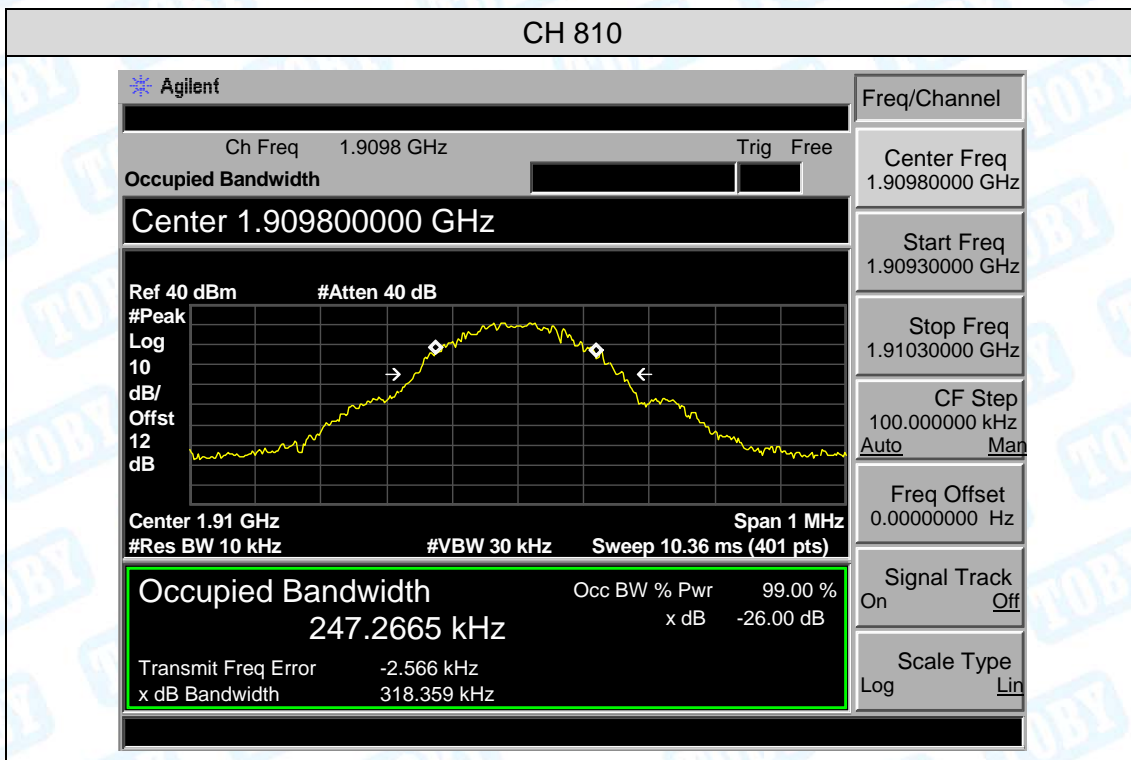 CH 810
Agilent
Freq/Channel
Ch Freq 1.9098 GHz Trig Free
Occupied Bandwidth
Center 1.909800000 GHz
Center Freq
1.90980000 GHz
Start Freq
1.90930000 GHz
Stop Freq
1.91030000 GHz
CF Step
100.000000 kHz
Auto Man
Freq Offset
0.00000000 Hz
Signal Track
On Off
Scale Type
Log Lin
Ref 40 dBm #Atten 40 dB
#Peak
Log
10
dB/
Offst
12
dB
Center 1.91 GHz Span 1 MHz
#Res BW 10 kHz #VBW 30 kHz Sweep 10.36 ms (401 pts)
Occupied Bandwidth Occ BW % Pwr 99.00 %
247.2665 kHz x dB -26.00 dB
Transmit Freq Error -2.566 kHz
x dB Bandwidth 318.359 kHz
TOBY